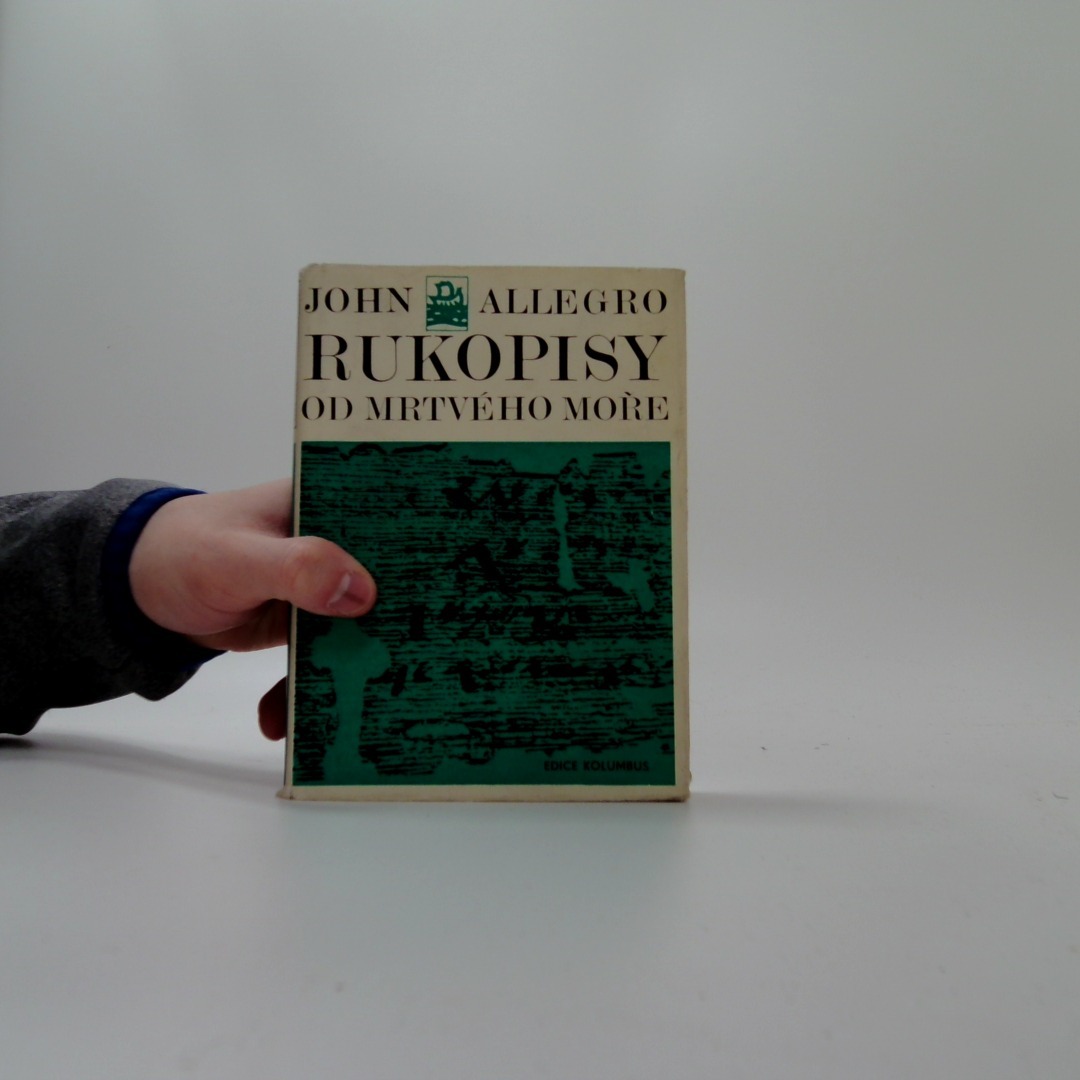 JOHN ALLEGRO
RUKOPISY
OD MRTVÉHO MOŘE
EDICE KOLUMBUS